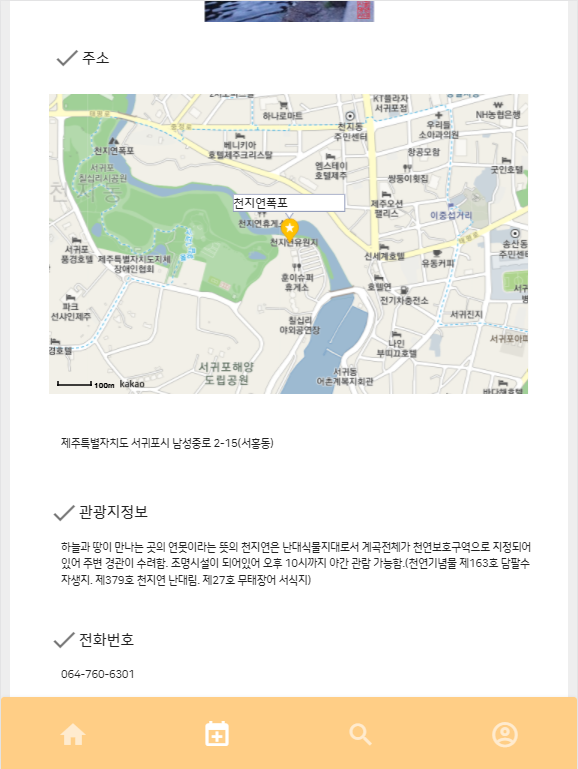 주소
KT플라자
서귀포점
하나로마트
천지동
주민센터
우리들
소아과의원
NH농협은행
베니키아
호텔제주크리스탈
항공모함
천지연폭포
서귀포
칠십리시공원
엠스테이
호텔제주
쌍둥이횟집
굿인호텔
천지동
제주오션
팰리스
이중섭거리
천지연폭포
천지연휴게소
천지연유원지
서귀포
풍경호텔
제주특별자치도지체
장애인협회
신세계호텔
유동커피
송산동
주민센터
훈이슈퍼
휴게소
호텔연
전기차충전소
파크
선샤인제주
칠십리
야외공연장
서귀진지
나인
부띠끄호텔
서귀포해양
도립공원
서귀동
어촌계복지회관
100m kakao
제주특별자치도 서귀포시 남성중로 2-15(서홍동)
관광지정보
하늘과 땅이 만나는 곳의 연못이라는 뜻의 천지연은 난대식물지대로서 계곡전체가 천연보호구역으로 지정되어
있어 주변 경관이 수려함. 조명시설이 되어있어 오후 10시까지 야간 관람 가능함.(천연기념물 제163호 담팔수
자생지. 제379호 천지연 난대림. 제27호 무태장어 서식지)
전화번호
064-760-6301